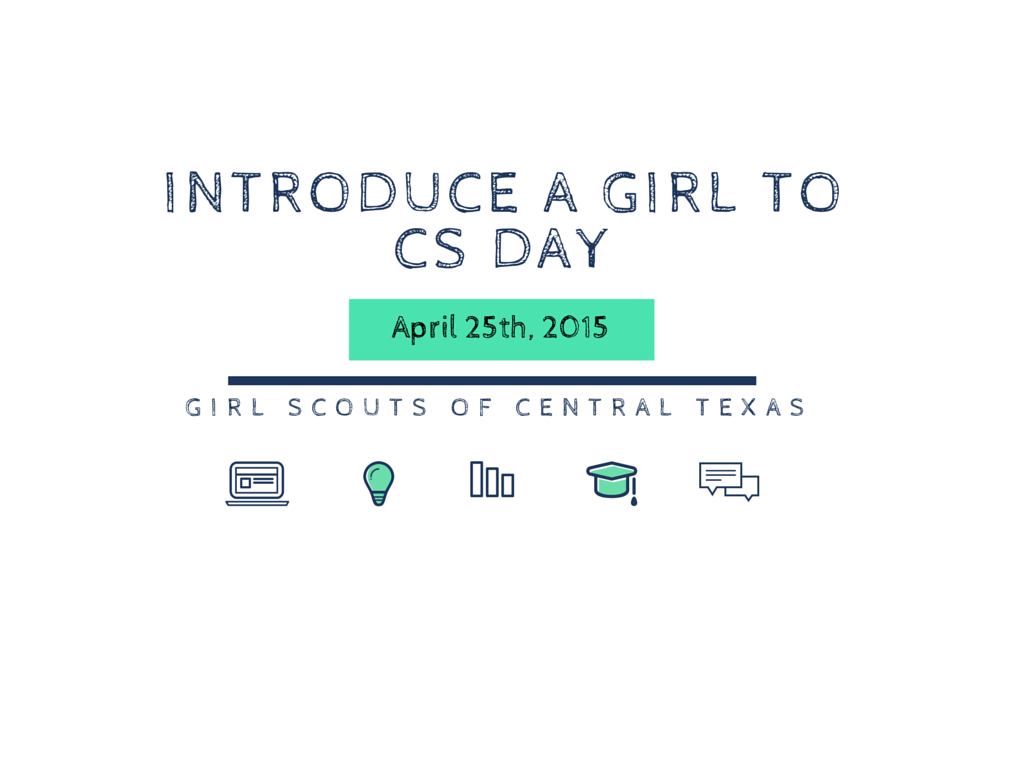 INTRODUCE A GIRL TO
CS DAY
April 25th, 2015
GIRL SCOUTS OF CENTRAL TEXAS